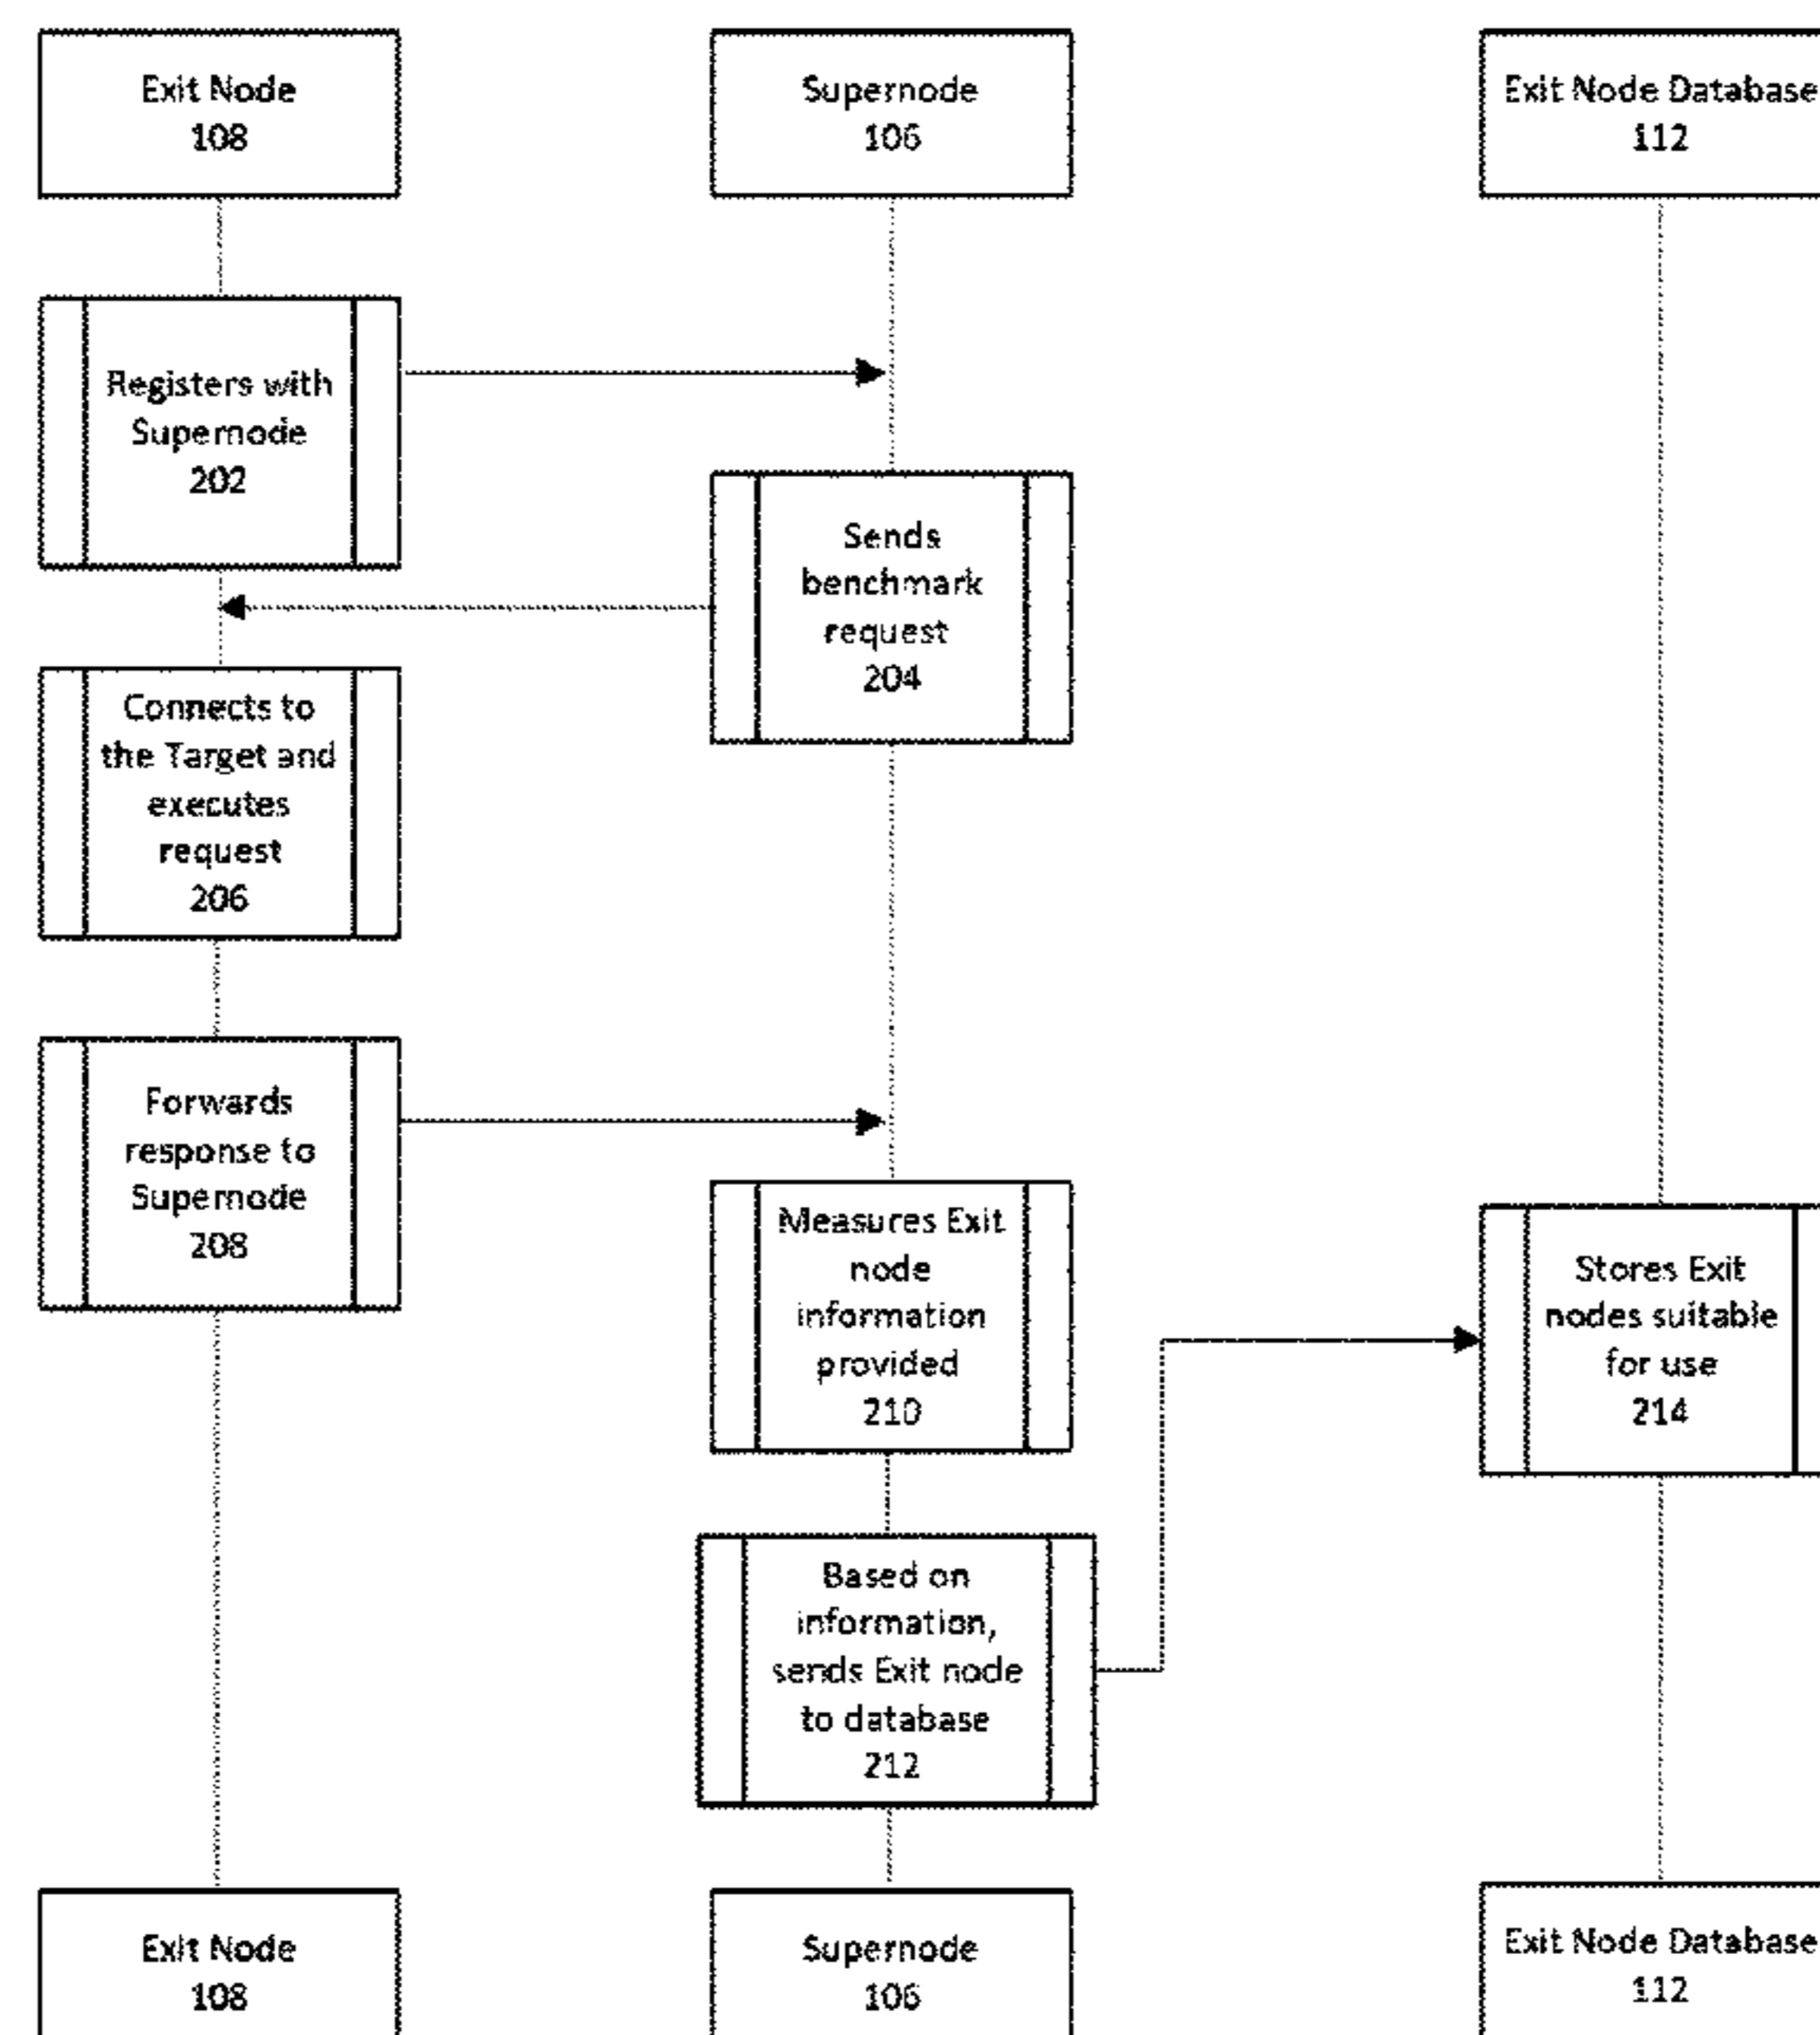 Exit Node
108
Supernode
106
Exit Node Database
112
Registers with
Supernode
202
Sends
benchmark
request
204
Connects to
the Target and
executes
request
206
Forwards
response to
Supernode
208
Measures Exit
node
information
provided
210
Stores Exit
nodes suitable
for use
214
Based on
information,
sends Exit node
to database
212
Exit Node
108
Supernode
106
Exit Node Database
112